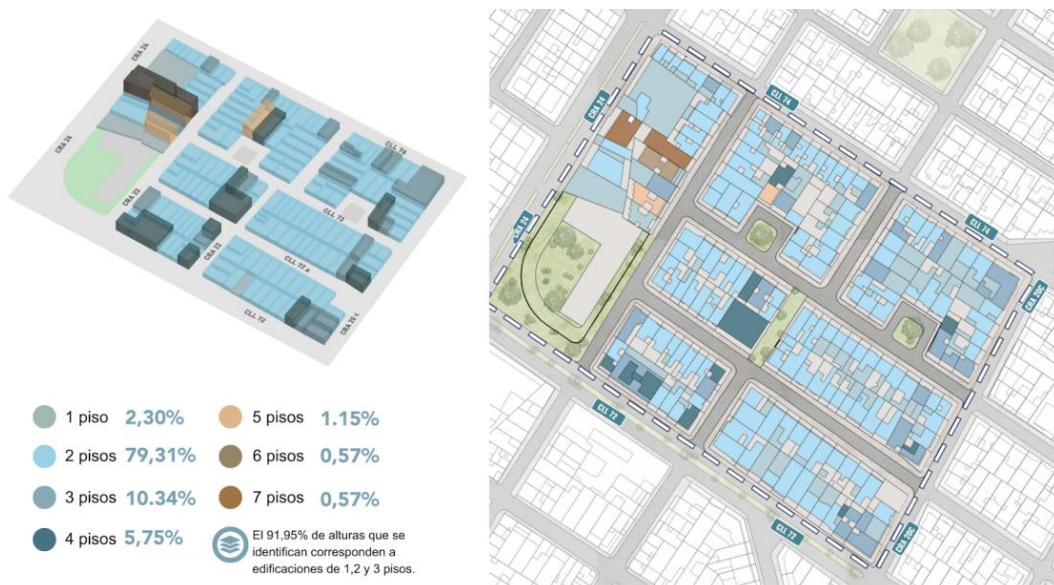 CRA 24
CRA 24
CLL 74
CRA 23
CLL 73
CRA 22
CLL 72 a
CLL 72
CRA 20 c
1 piso 2,30%
2 pisos 79,31%
3 pisos 10.34%
4 pisos 5,75%
5 pisos 1.15%
6 pisos 0,57%
7 pisos 0,57%
El 91,95% de alturas que se
identifican corresponden a
edificaciones de 1,2 y 3 pisos.
CLL 74
CRA 24
CRA 24
CLL 74
CRA 20C
CLL 72
CLL 72
CRA 20C